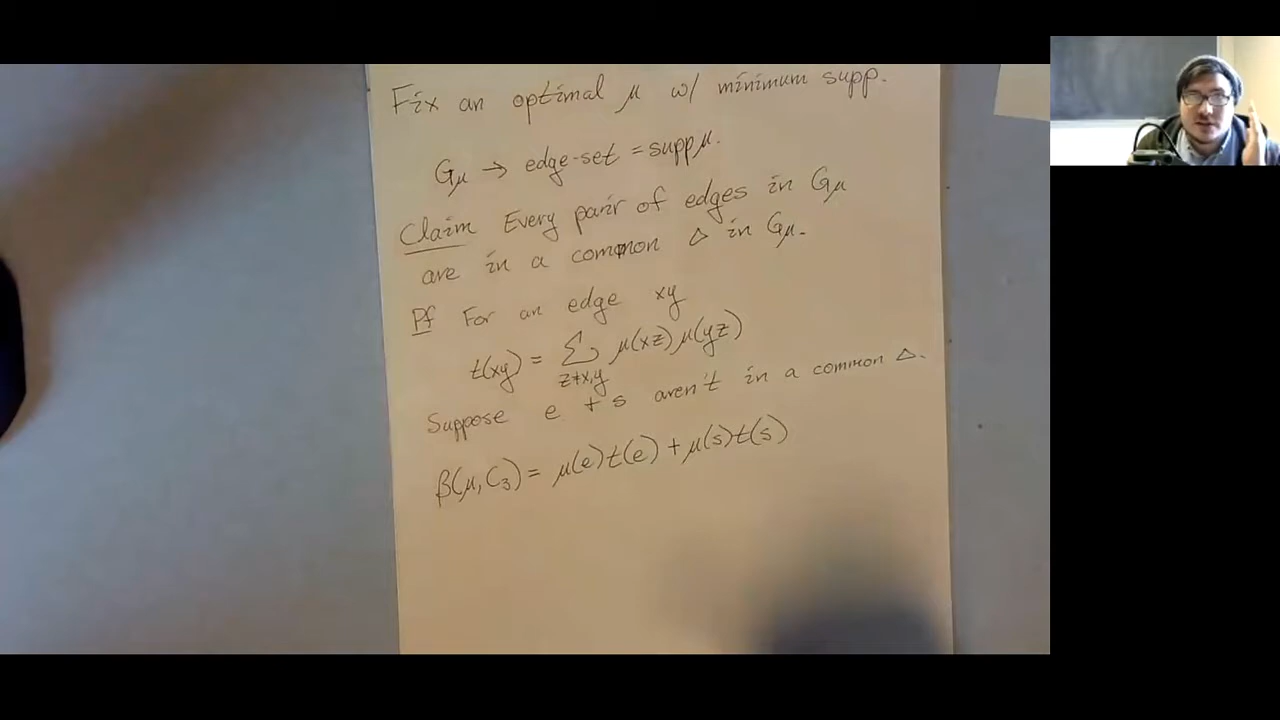 Fix an optimal μ w/ minimum supp.
Gμ → edge-set = supp μ.
Claim Every pair of edges in Gμ
are in a common △ in Gμ.
Pf For an edge xy
t(xy) = Σ μ(xz) μ(yz)
z≠x,y
Suppose e + s aren't in a common △.
β(μ, C₃) = μ(e)t(e) + μ(s)t(s)